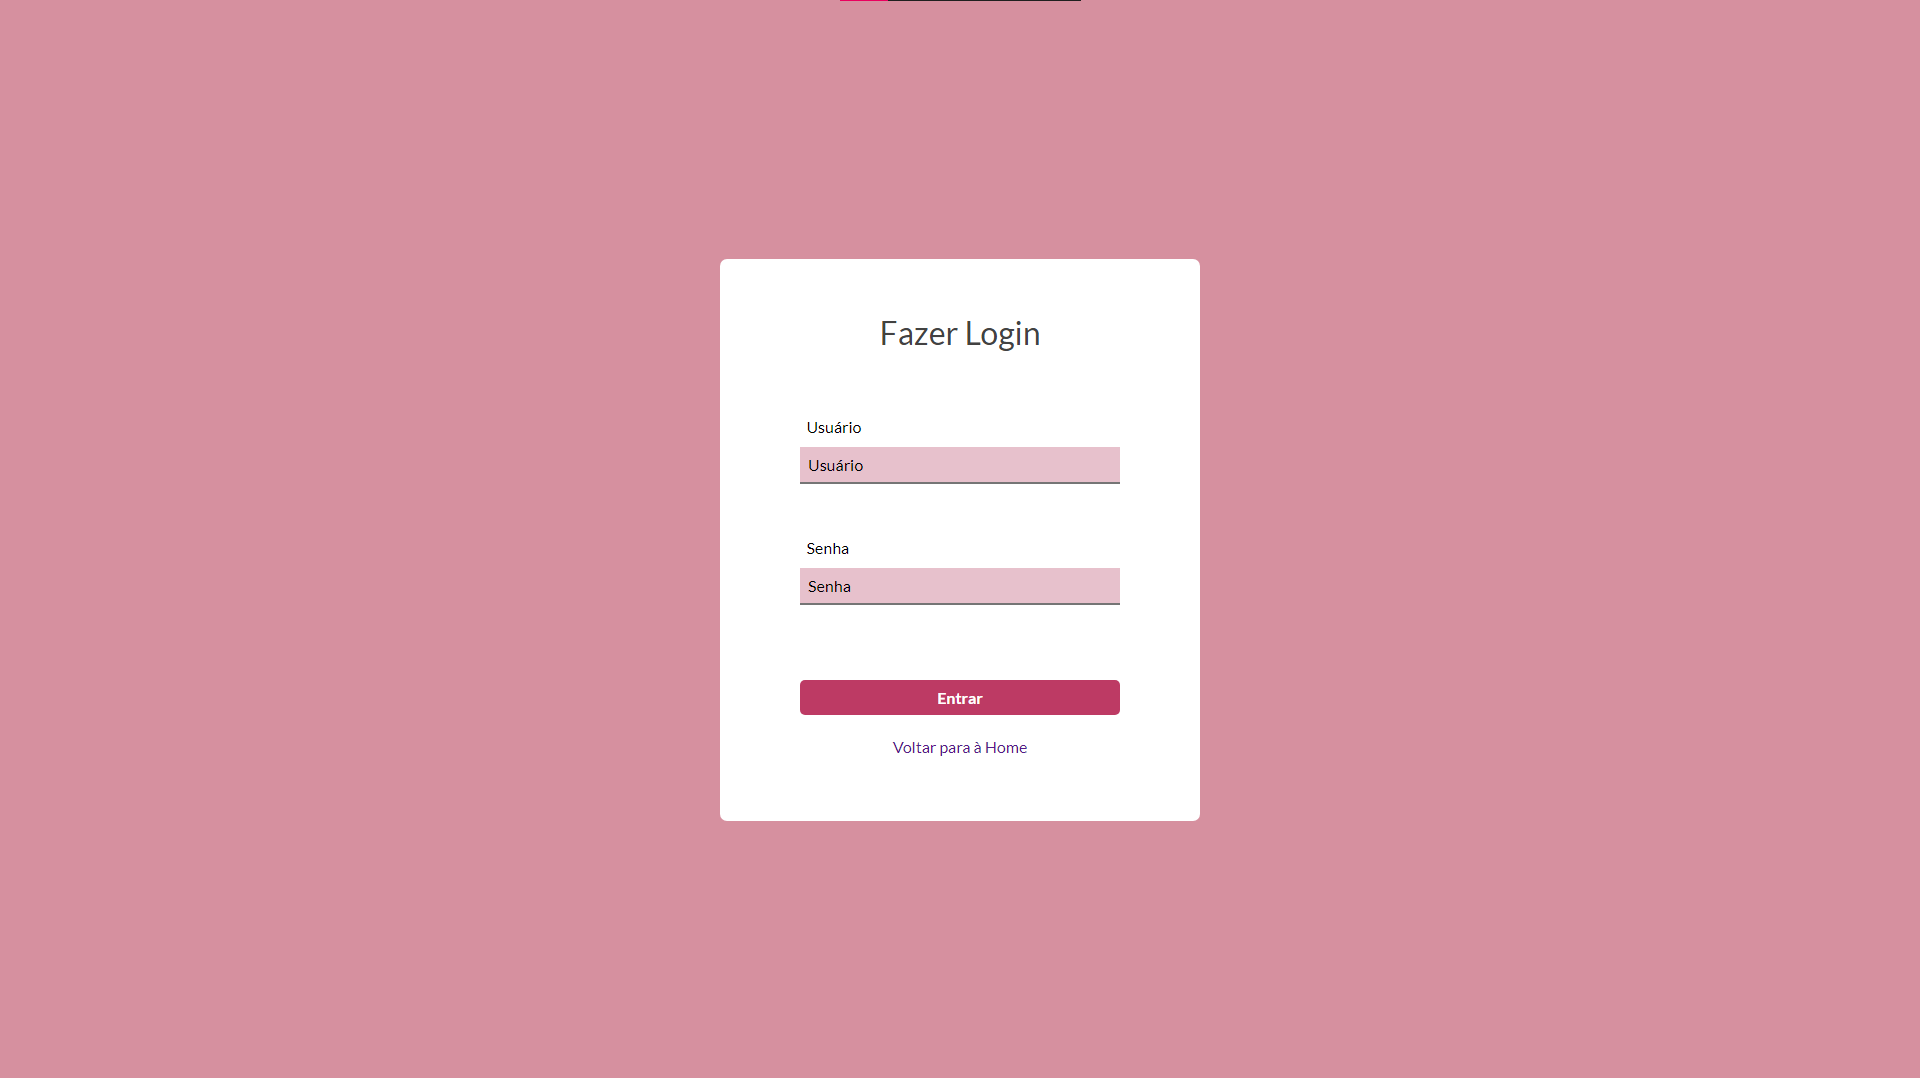 Fazer Login
Usuário
Usuário
Senha
Senha
Entrar
Voltar para à Home